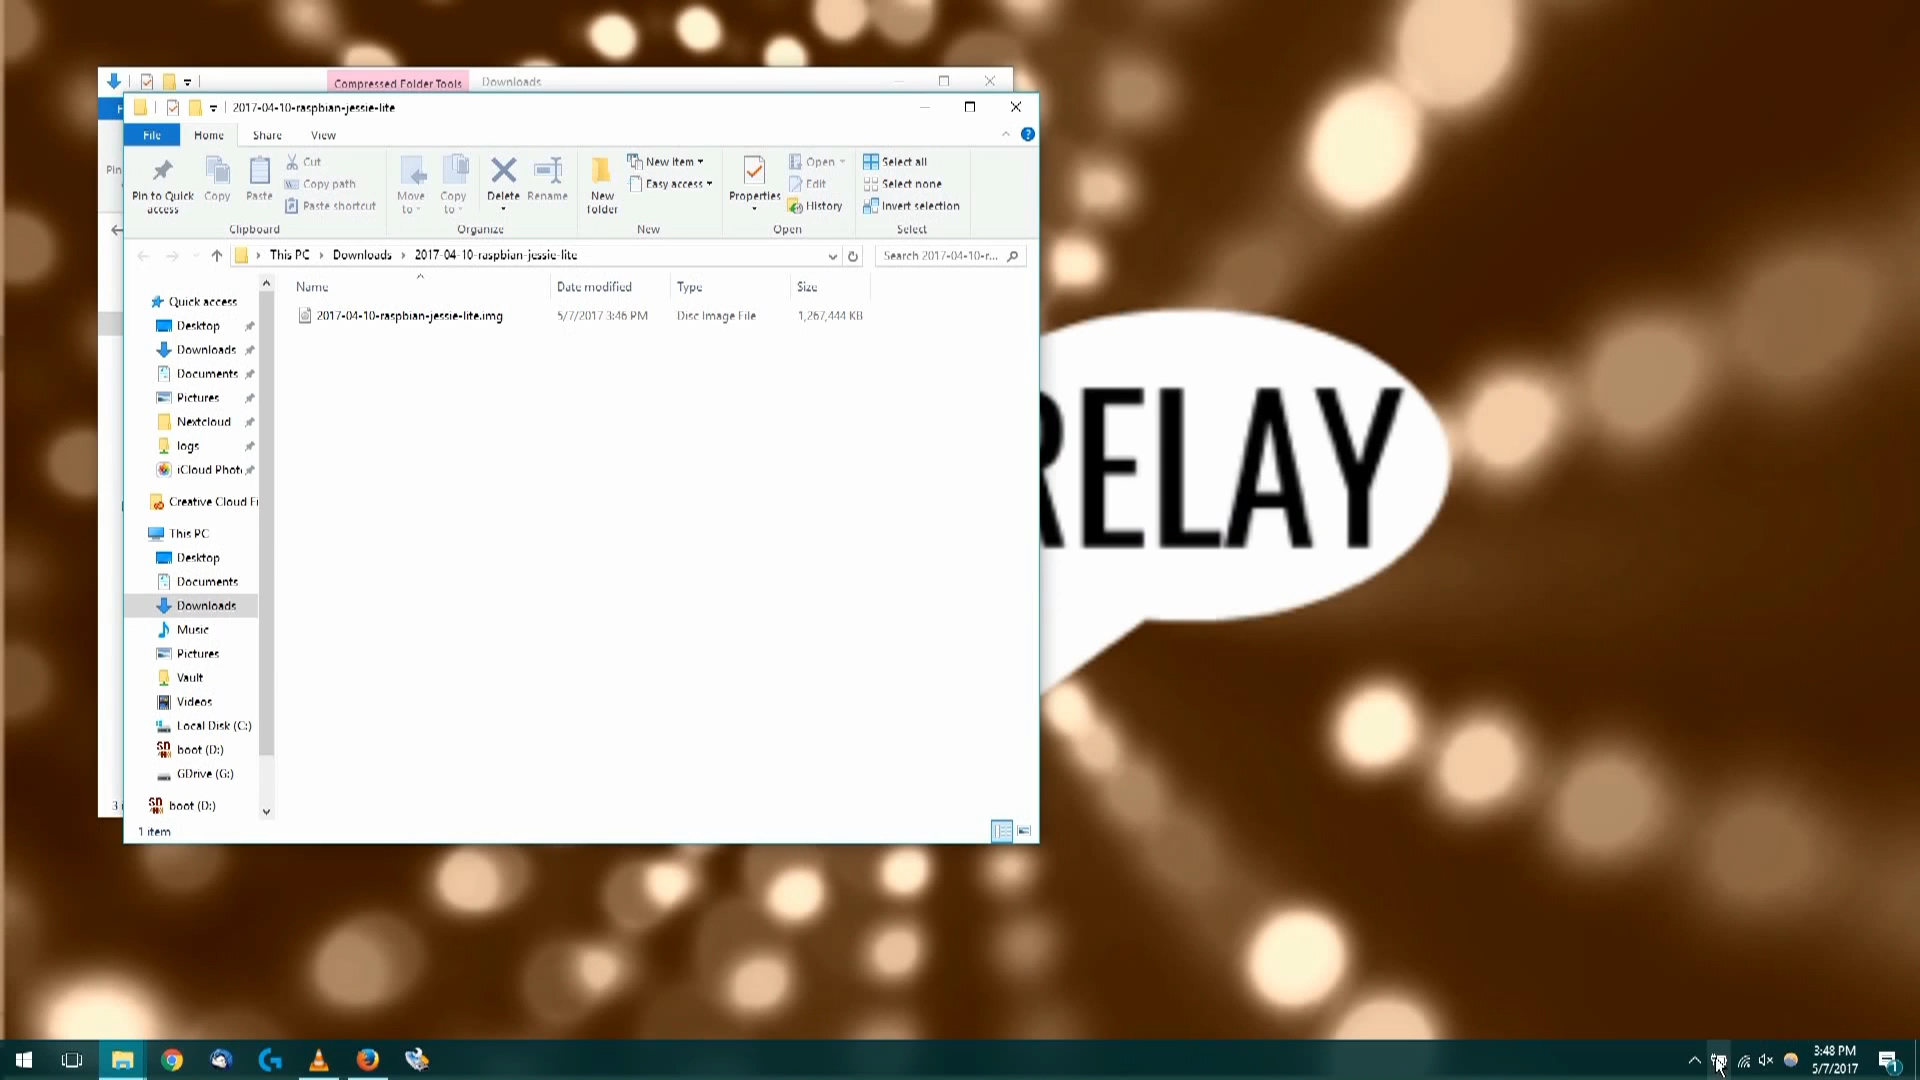 Compressed Folder Tools Downloads
2017-04-10-raspbian-jessie-lite
File Home Share View
Pin to Quick access
Copy
Paste
Cut
Copy path
Paste shortcut
Move to
Copy to
Delete
Rename
New folder
New item
Easy access
Properties
Open
Edit
History
Select all
Select none
Invert selection
Clipboard Organize New Open Select
This PC Downloads 2017-04-10-raspbian-jessie-lite
Search 2017-04-10-r...
Name Date modified Type Size
2017-04-10-raspbian-jessie-lite.img 5/7/2017 3:46 PM Disc Image File 1,267,444 KB
Quick access
Desktop
Downloads
Documents
Pictures
Nextcloud
logs
iCloud Phot
Creative Cloud Fi
This PC
Desktop
Documents
Downloads
Music
Pictures
Vault
Videos
Local Disk (C:)
boot (D:)
GDrive (G:)
boot (D:)
1 item
RELAY
3:48 PM
5/7/2017
1